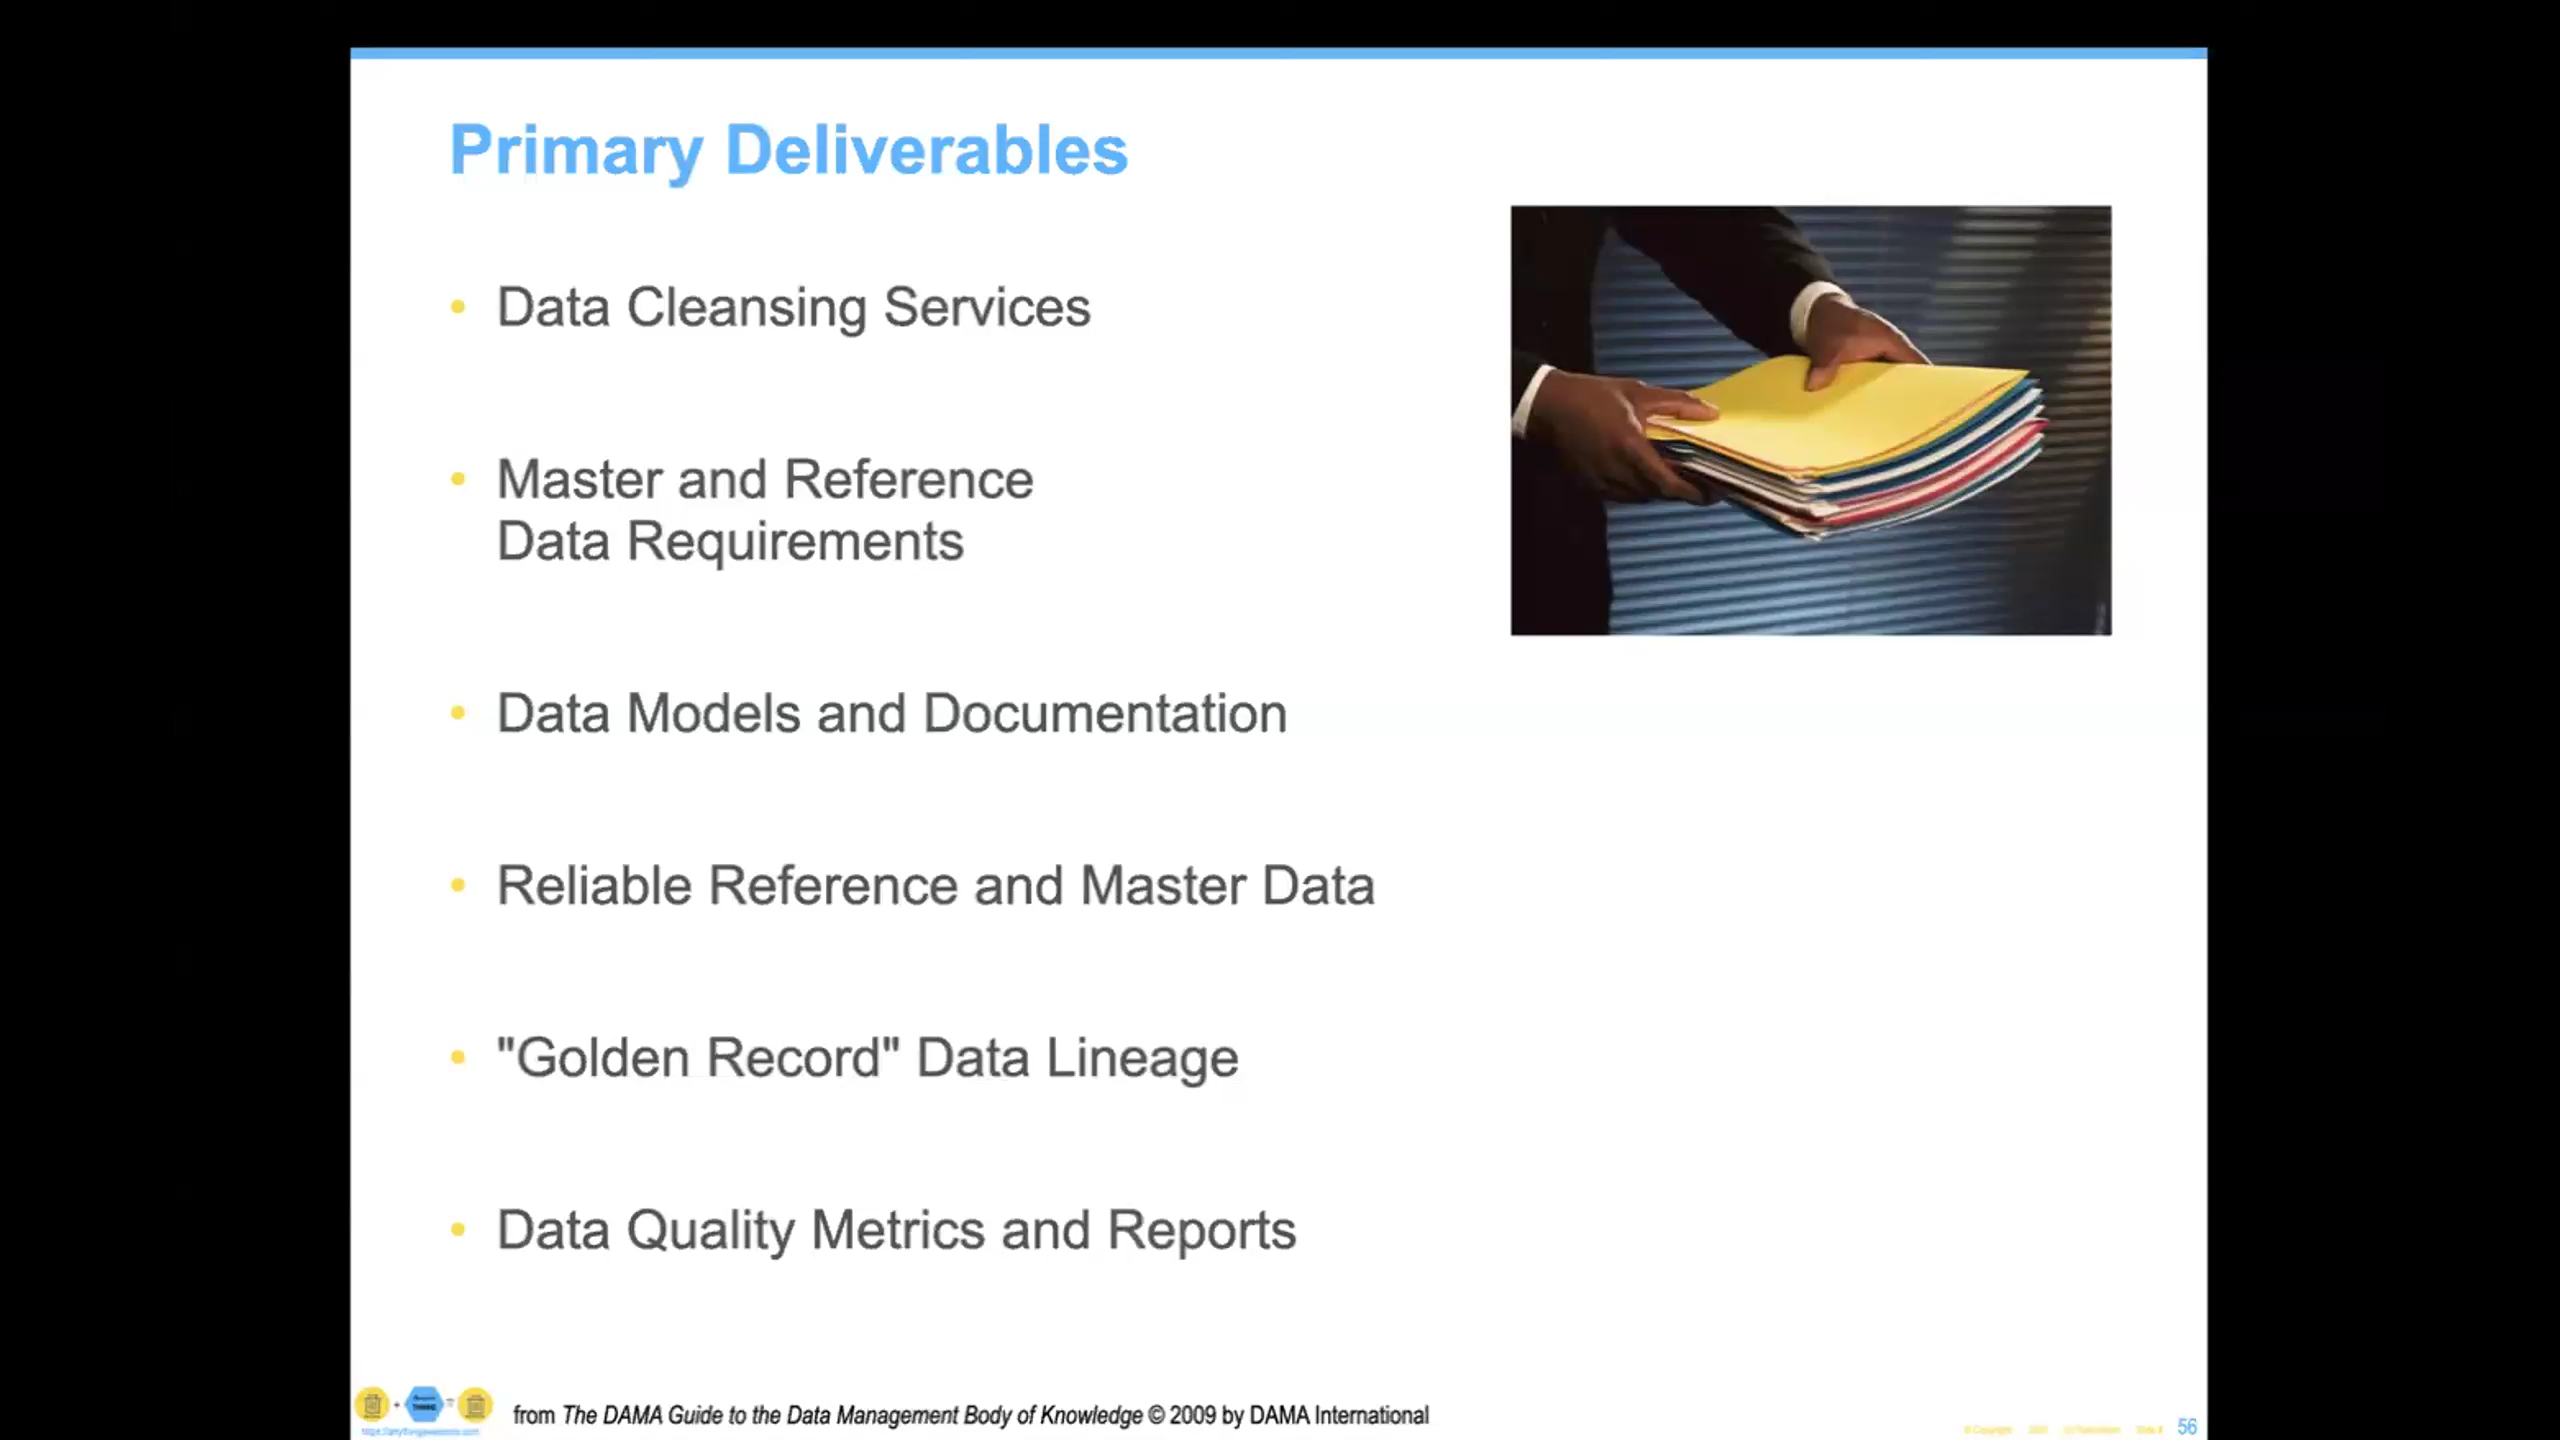 Primary Deliverables
• Data Cleansing Services
• Master and Reference
Data Requirements
• Data Models and Documentation
• Reliable Reference and Master Data
• "Golden Record" Data Lineage
• Data Quality Metrics and Reports
from The DAMA Guide to the Data Management Body of Knowledge © 2009 by DAMA International
56